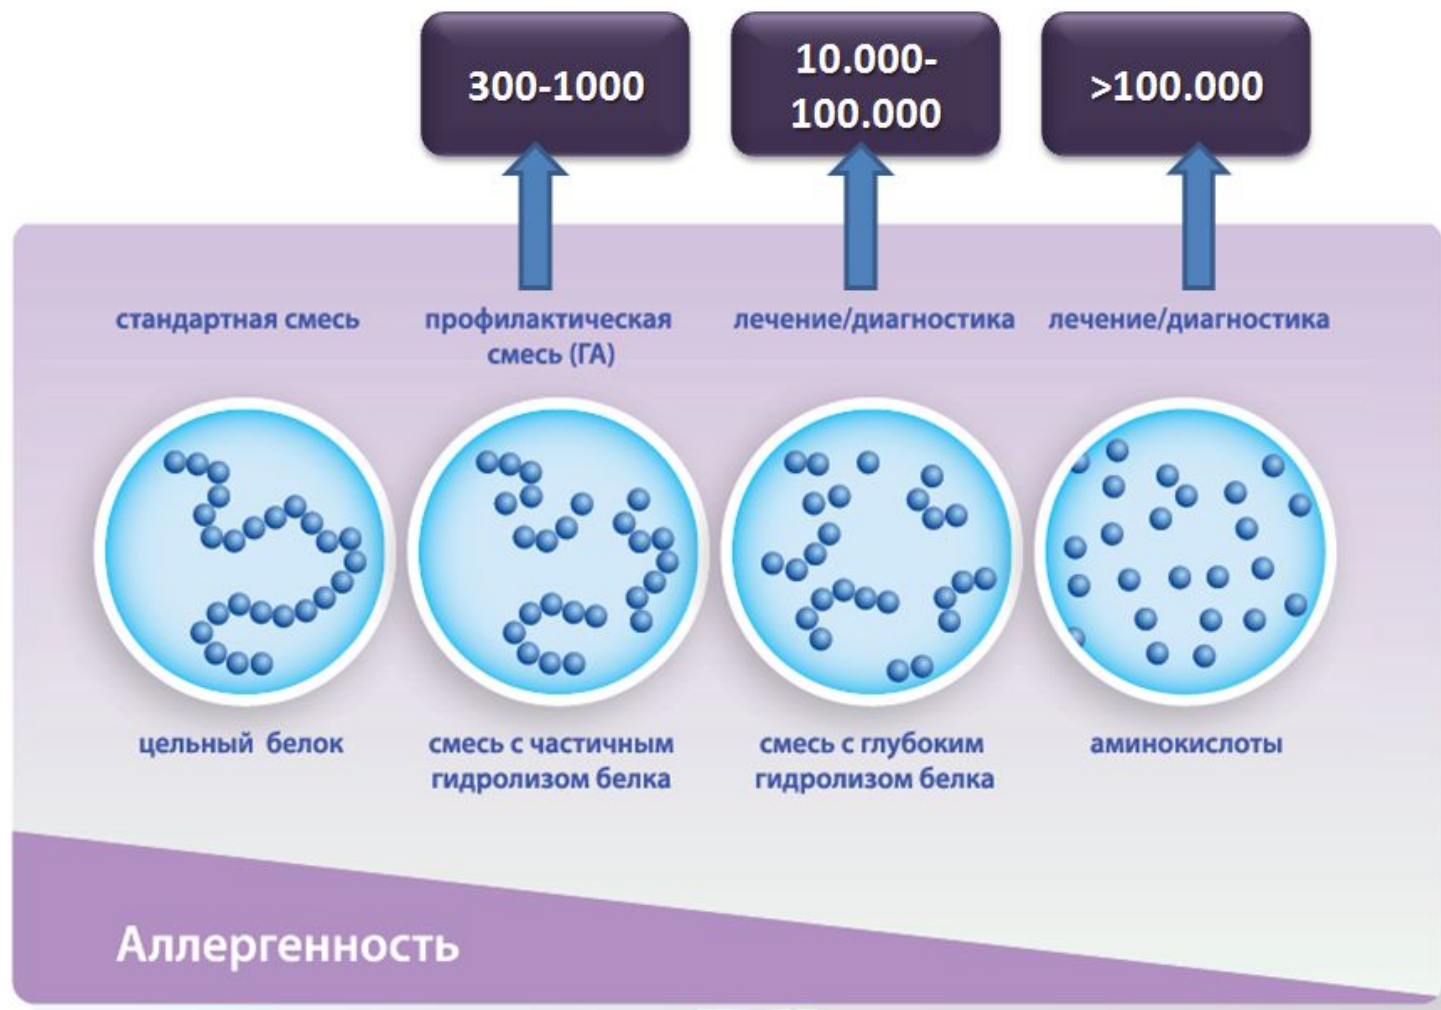 300-1000
10.000-
100.000
>100.000
стандартная смесь
профилактическая
смесь (ГА)
лечение/диагностика
лечение/диагностика
цельный белок
смесь с частичным
гидролизом белка
смесь с глубоким
гидролизом белка
аминокислоты
Аллергенность